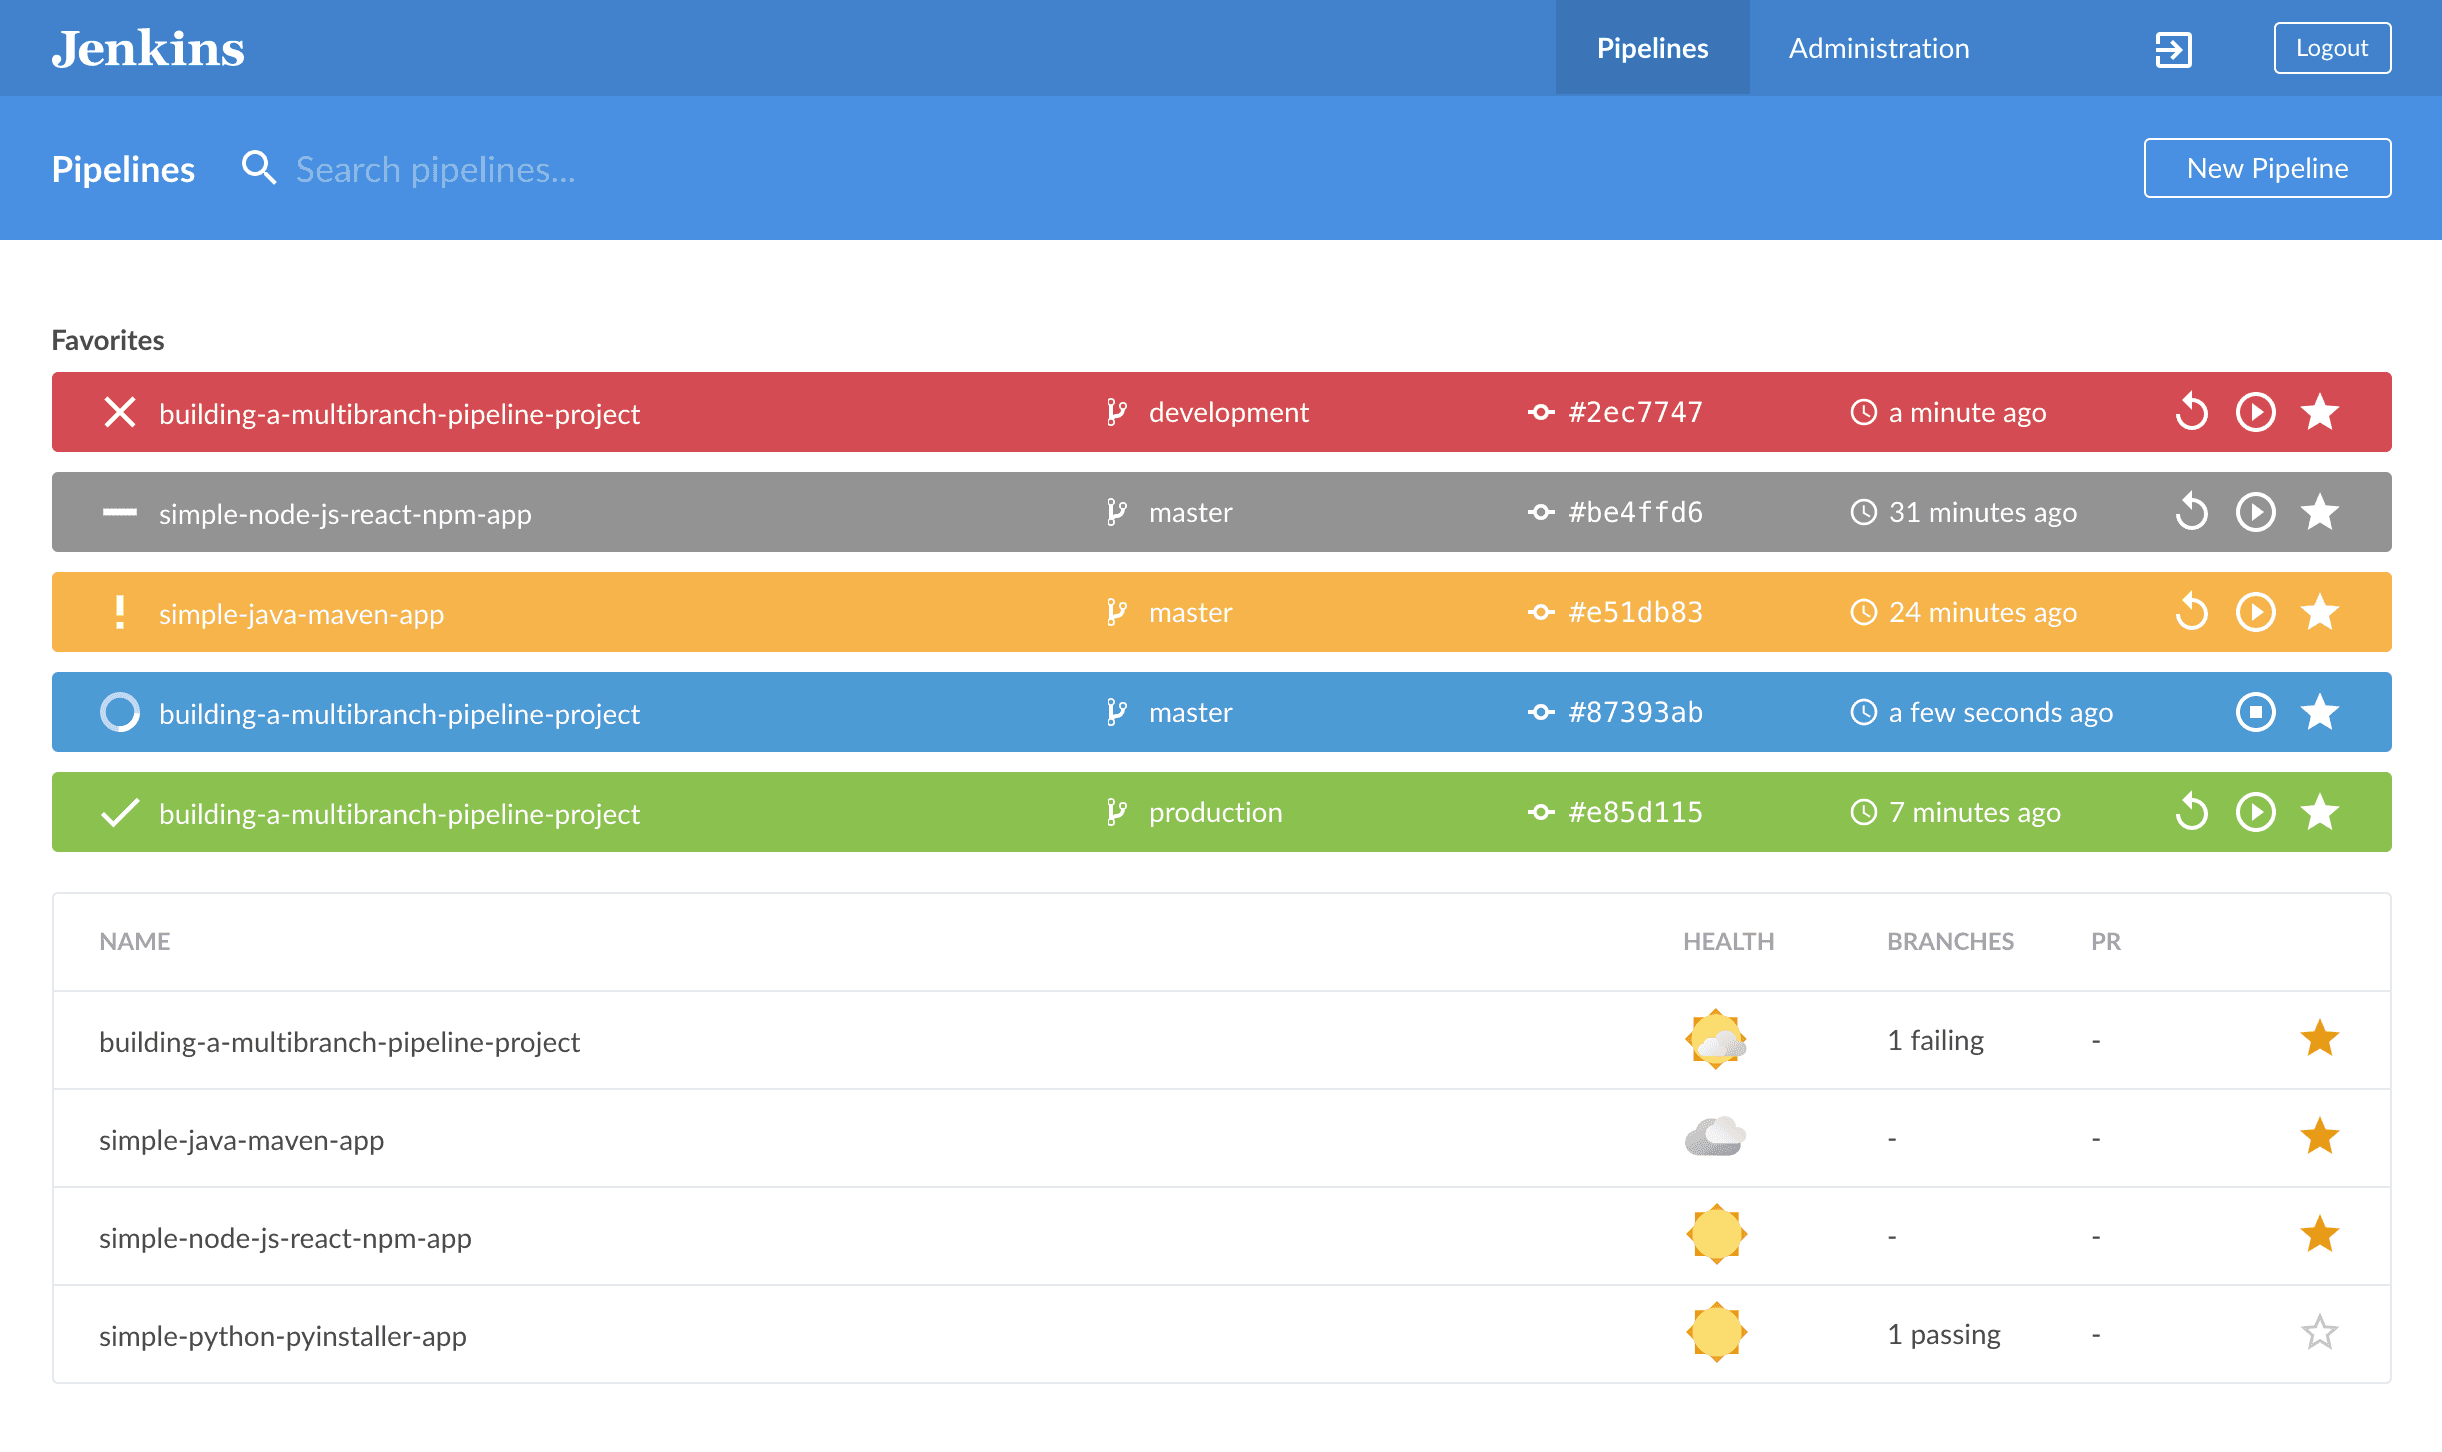 Jenkins Pipelines Administration Logout
Pipelines Search pipelines... New Pipeline
Favorites
building-a-multibranch-pipeline-project development #2ec7747 a minute ago
simple-node-js-react-npm-app master #be4ffd6 31 minutes ago
simple-java-maven-app master #e51db83 24 minutes ago
building-a-multibranch-pipeline-project master #87393ab a few seconds ago
building-a-multibranch-pipeline-project production #e85d115 7 minutes ago
NAME HEALTH BRANCHES PR
building-a-multibranch-pipeline-project 1 failing -
simple-java-maven-app - -
simple-node-js-react-npm-app - -
simple-python-pyinstaller-app 1 passing -